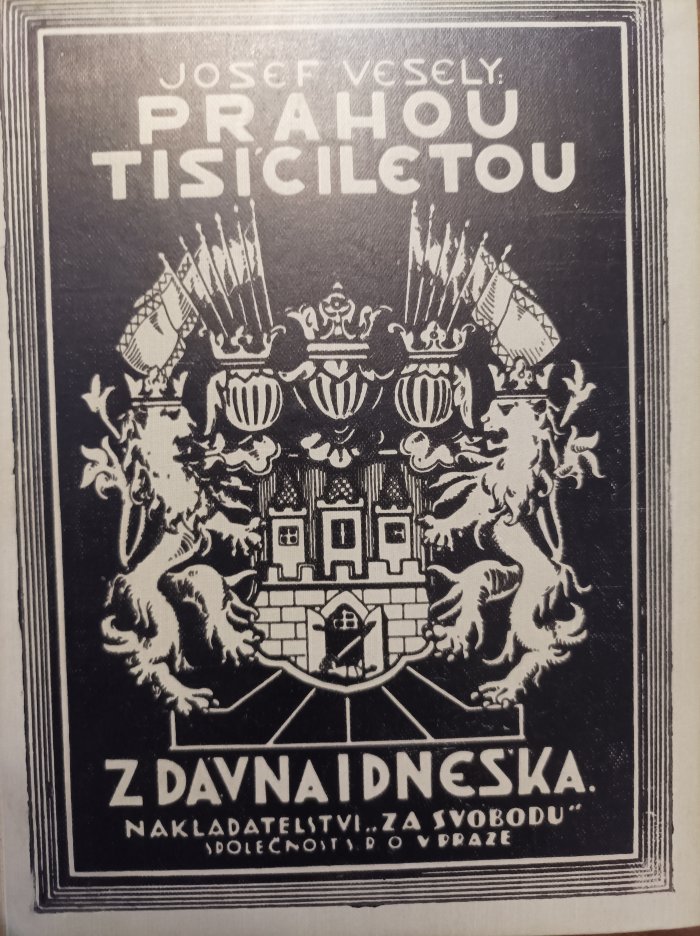 JOSEF VESELÝ:
PRAHOU
TISÍCILETOU
Z DÁVNA I DNEŠKA.
NAKLADATELSTVÍ „ZA SVOBODU“
SPOLEČNOST S. R. O. V PRAZE